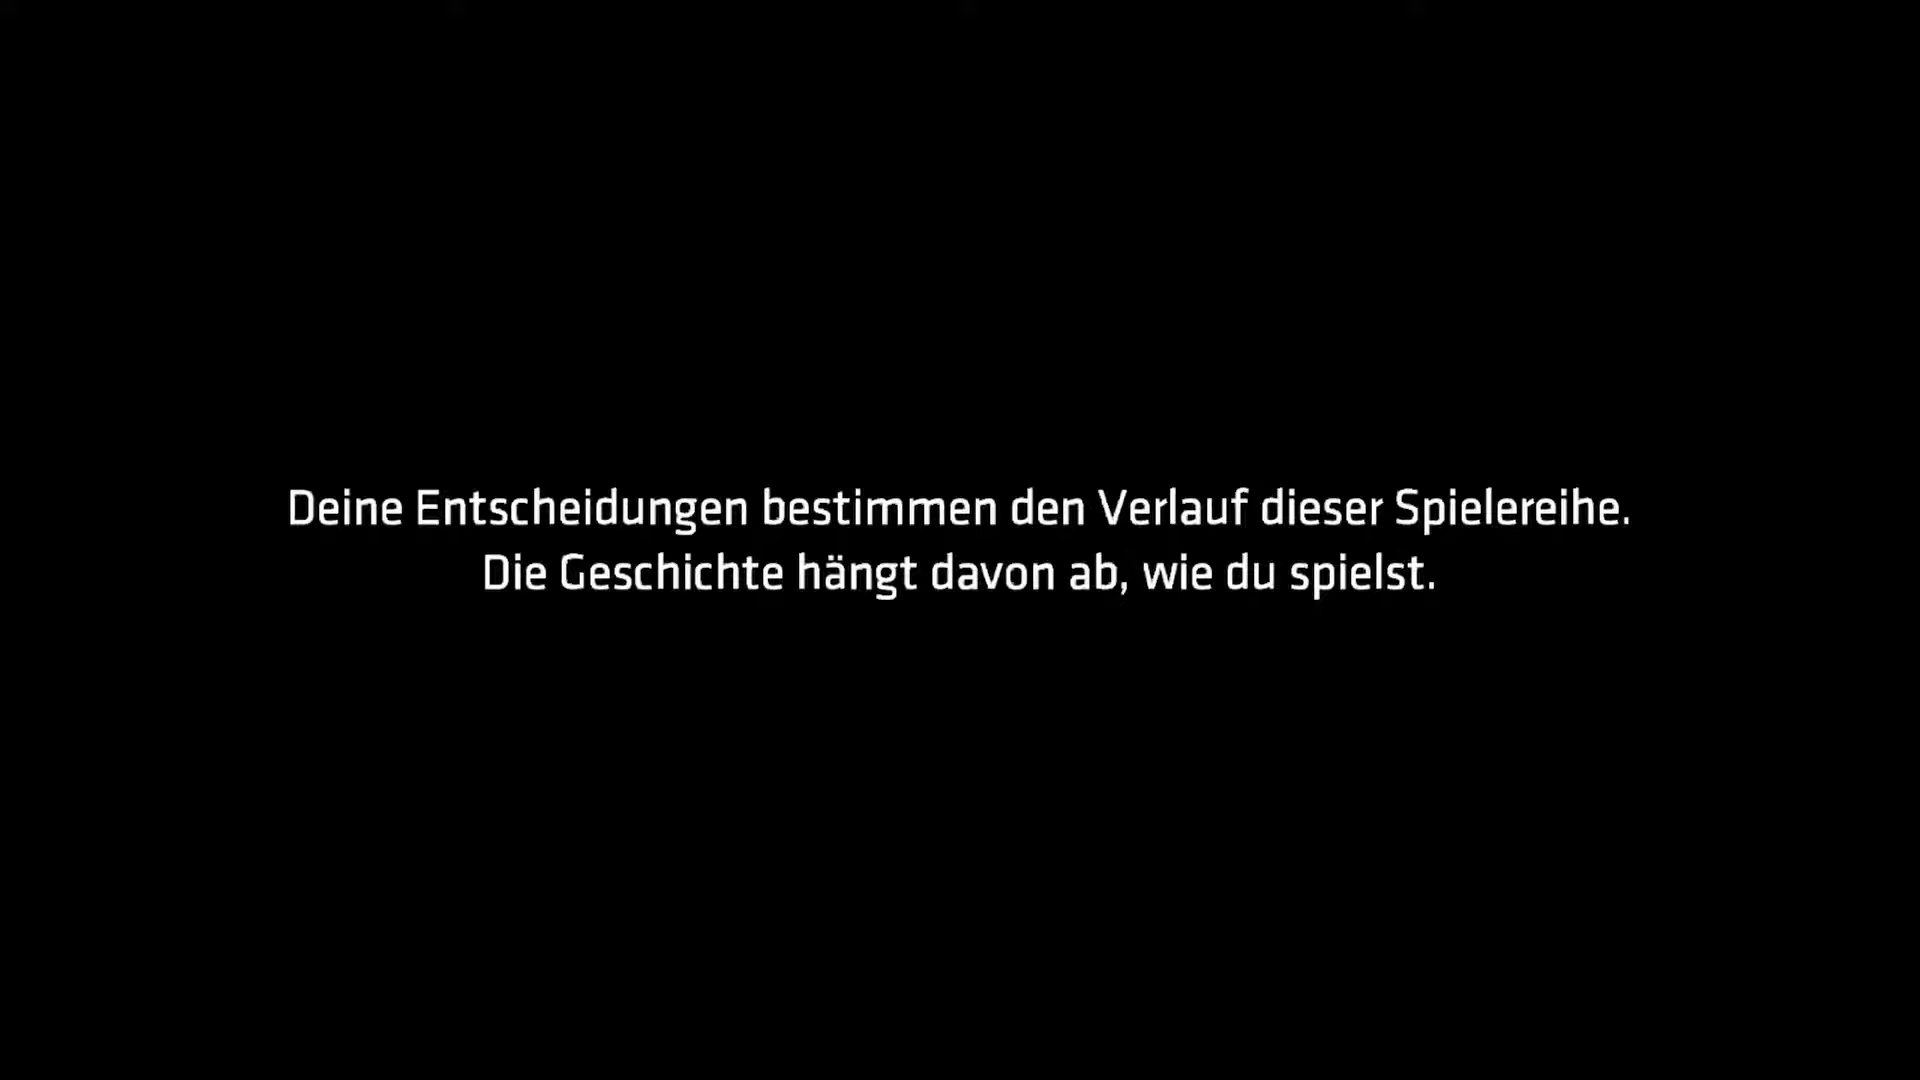 Deine Entscheidungen bestimmen den Verlauf dieser Spielereihe.
Die Geschichte hängt davon ab, wie du spielst.